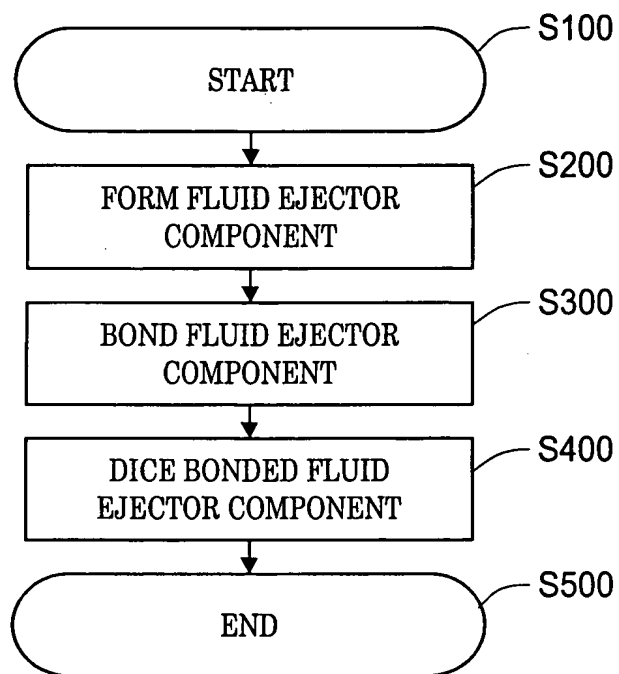 S100
START
S200
FORM FLUID EJECTOR
COMPONENT
S300
BOND FLUID EJECTOR
COMPONENT
S400
DICE BONDED FLUID
EJECTOR COMPONENT
S500
END